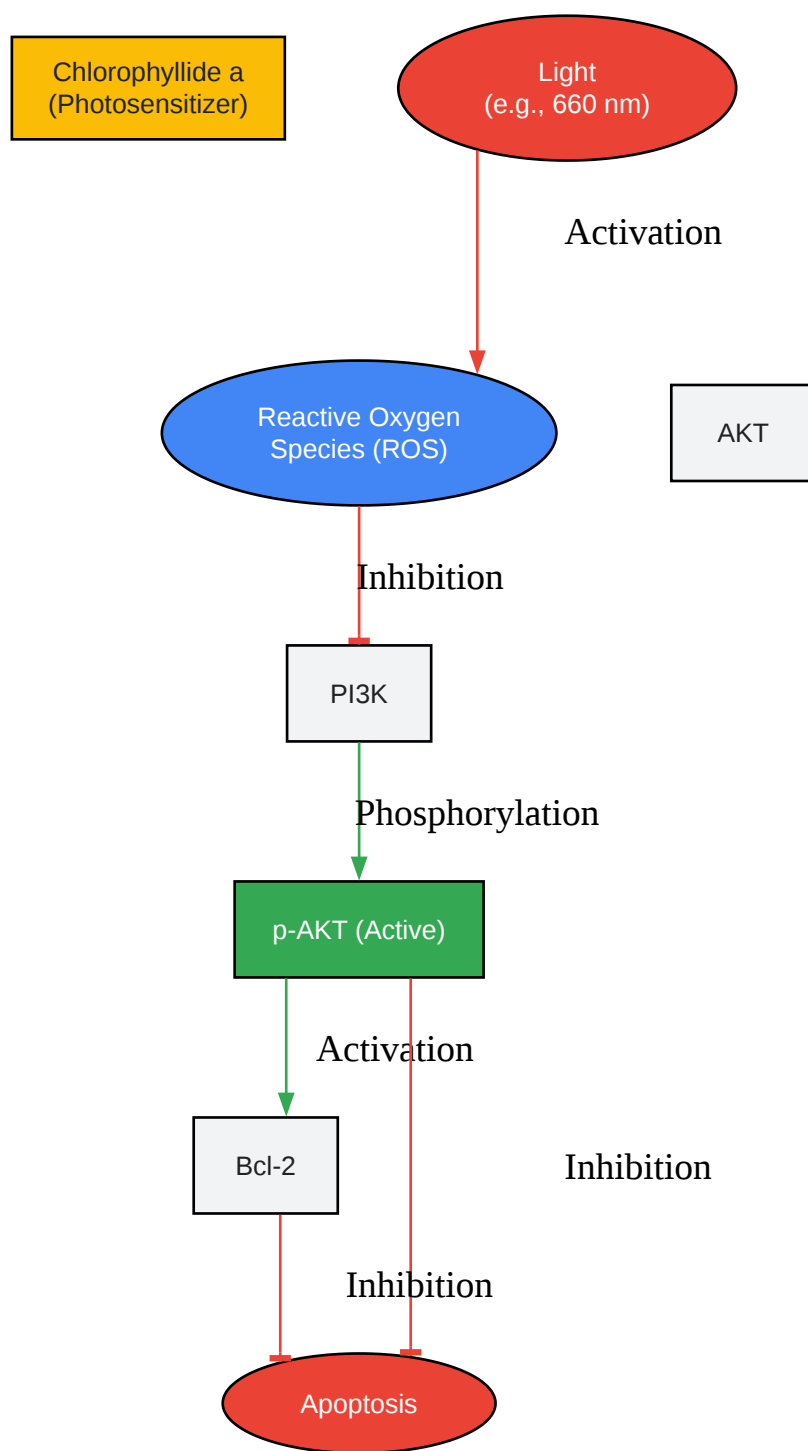 Chlorophyllide a
(Photosensitizer)
Light
(e.g., 660 nm)
Activation
Reactive Oxygen
Species (ROS)
AKT
Inhibition
PI3K
Phosphorylation
p-AKT (Active)
Activation
Bcl-2
Inhibition
Inhibition
Apoptosis